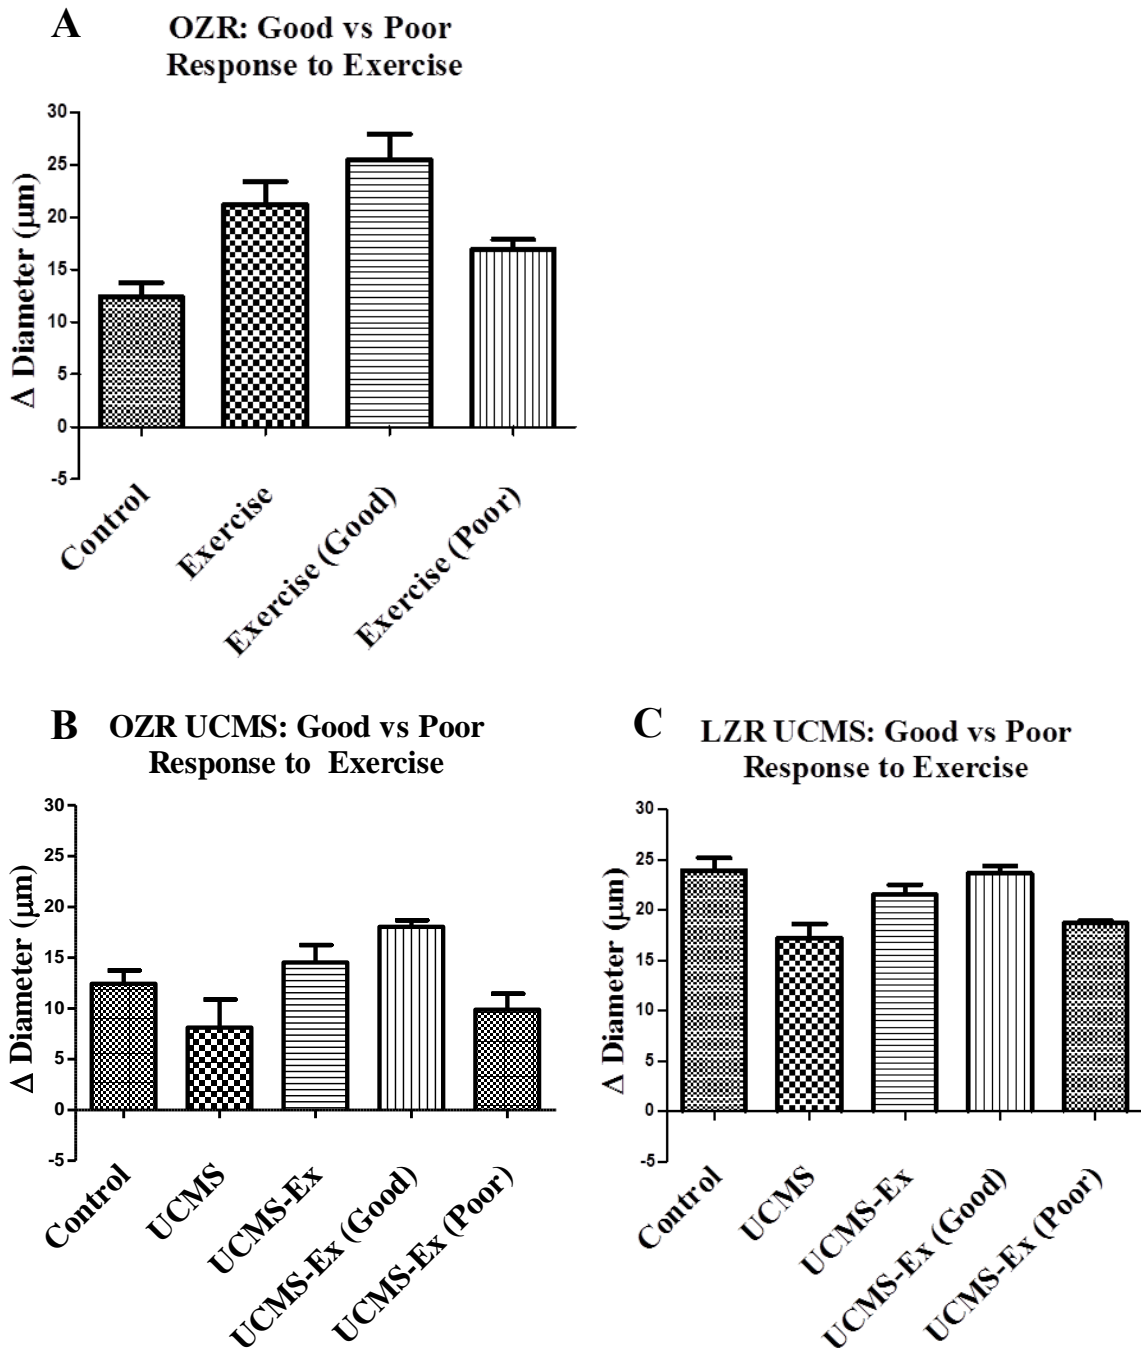 A
OZR: Good vs Poor
Response to Exercise
30
25
20
15
10
5
0
-5
Δ Diameter (μm)
Control
Exercise
Exercise (Good)
Exercise (Poor)
B
OZR UCMS: Good vs Poor
Response to Exercise
30
25
20
15
10
5
0
-5
Δ Diameter (μm)
Control
UCMS
UCMS-Ex
UCMS-Ex (Good)
UCMS-Ex (Poor)
C
LZR UCMS: Good vs Poor
Response to Exercise
30
25
20
15
10
5
0
-5
Δ Diameter (μm)
Control
UCMS
UCMS-Ex
UCMS-Ex (Good)
UCMS-Ex (Poor)